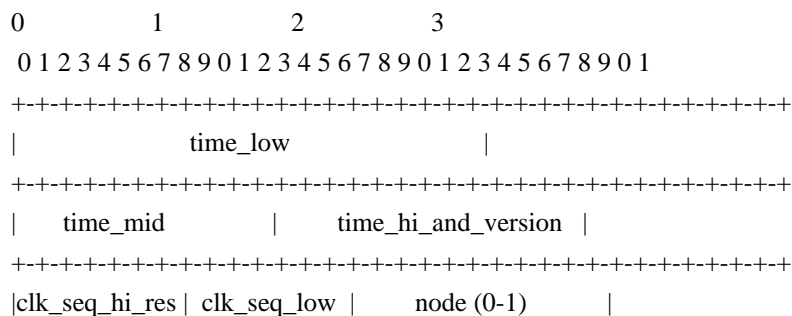 0 1 2 3
0 1 2 3 4 5 6 7 8 9 0 1 2 3 4 5 6 7 8 9 0 1 2 3 4 5 6 7 8 9 0 1
+-+-+-+-+-+-+-+-+-+-+-+-+-+-+-+-+-+-+-+-+-+-+-+-+-+-+-+-+-+-+-+-+
| time_low |
+-+-+-+-+-+-+-+-+-+-+-+-+-+-+-+-+-+-+-+-+-+-+-+-+-+-+-+-+-+-+-+-+
| time_mid | time_hi_and_version |
+-+-+-+-+-+-+-+-+-+-+-+-+-+-+-+-+-+-+-+-+-+-+-+-+-+-+-+-+-+-+-+-+
|clk_seq_hi_res | clk_seq_low | node (0-1) |